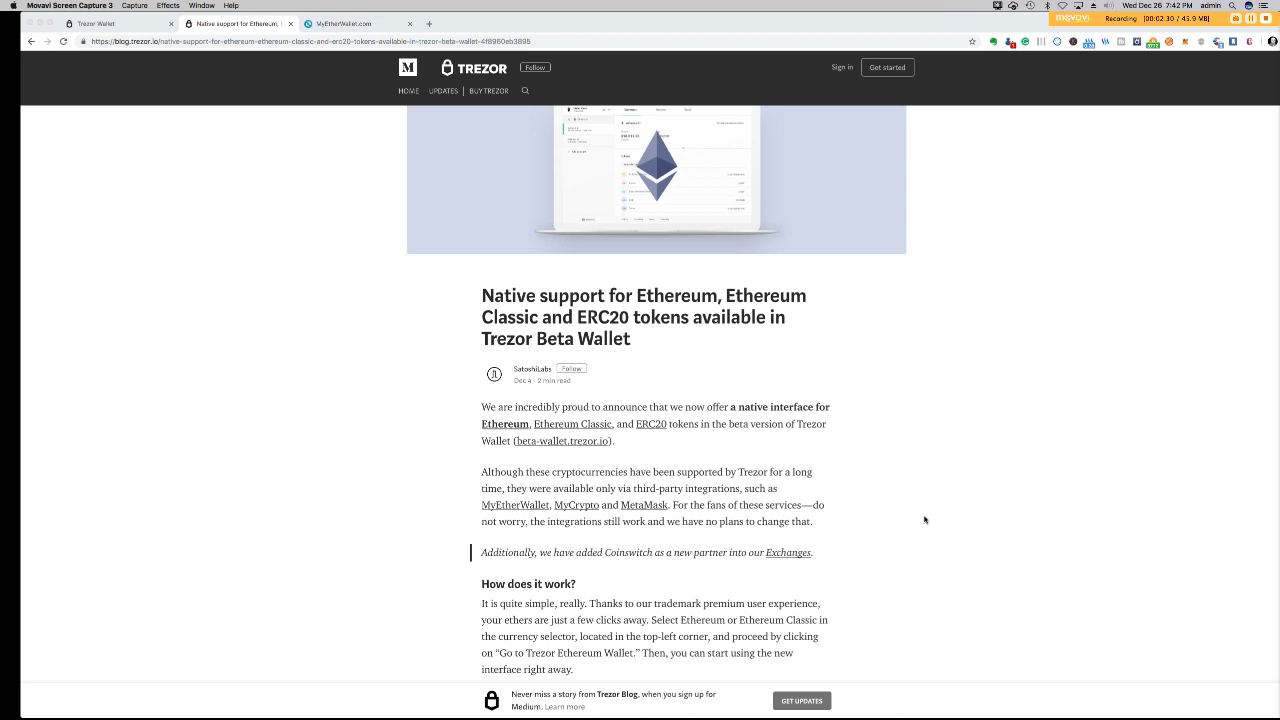 Movavi Screen Capture 3 Capture Effects Window Help
Wed Dec 26 7:42 PM admin
Trezor Wallet
Native support for Ethereum, I
MyEtherWallet.com
movavi Recording [00:02:30 / 45.9 MB]
https://blog.trezor.io/native-support-for-ethereum-ethereum-classic-and-erc20-tokens-available-in-trezor-beta-wallet-4f8960eb3895
M TREZOR Follow
Sign in Get started
HOME UPDATES BUY TREZOR
Native support for Ethereum, Ethereum
Classic and ERC20 tokens available in
Trezor Beta Wallet
SatoshiLabs Follow
Dec 4 · 2 min read
We are incredibly proud to announce that we now offer a native interface for
Ethereum, Ethereum Classic, and ERC20 tokens in the beta version of Trezor
Wallet (beta-wallet.trezor.io).
Although these cryptocurrencies have been supported by Trezor for a long
time, they were available only via third-party integrations, such as
MyEtherWallet, MyCrypto and MetaMask. For the fans of these services—do
not worry, the integrations still work and we have no plans to change that.
Additionally, we have added Coinswitch as a new partner into our Exchanges.
How does it work?
It is quite simple, really. Thanks to our trademark premium user experience,
your ethers are just a few clicks away. Select Ethereum or Ethereum Classic in
the currency selector, located in the top-left corner, and proceed by clicking
on “Go to Trezor Ethereum Wallet.” Then, you can start using the new
interface right away.
Never miss a story from Trezor Blog, when you sign up for
Medium. Learn more
GET UPDATES